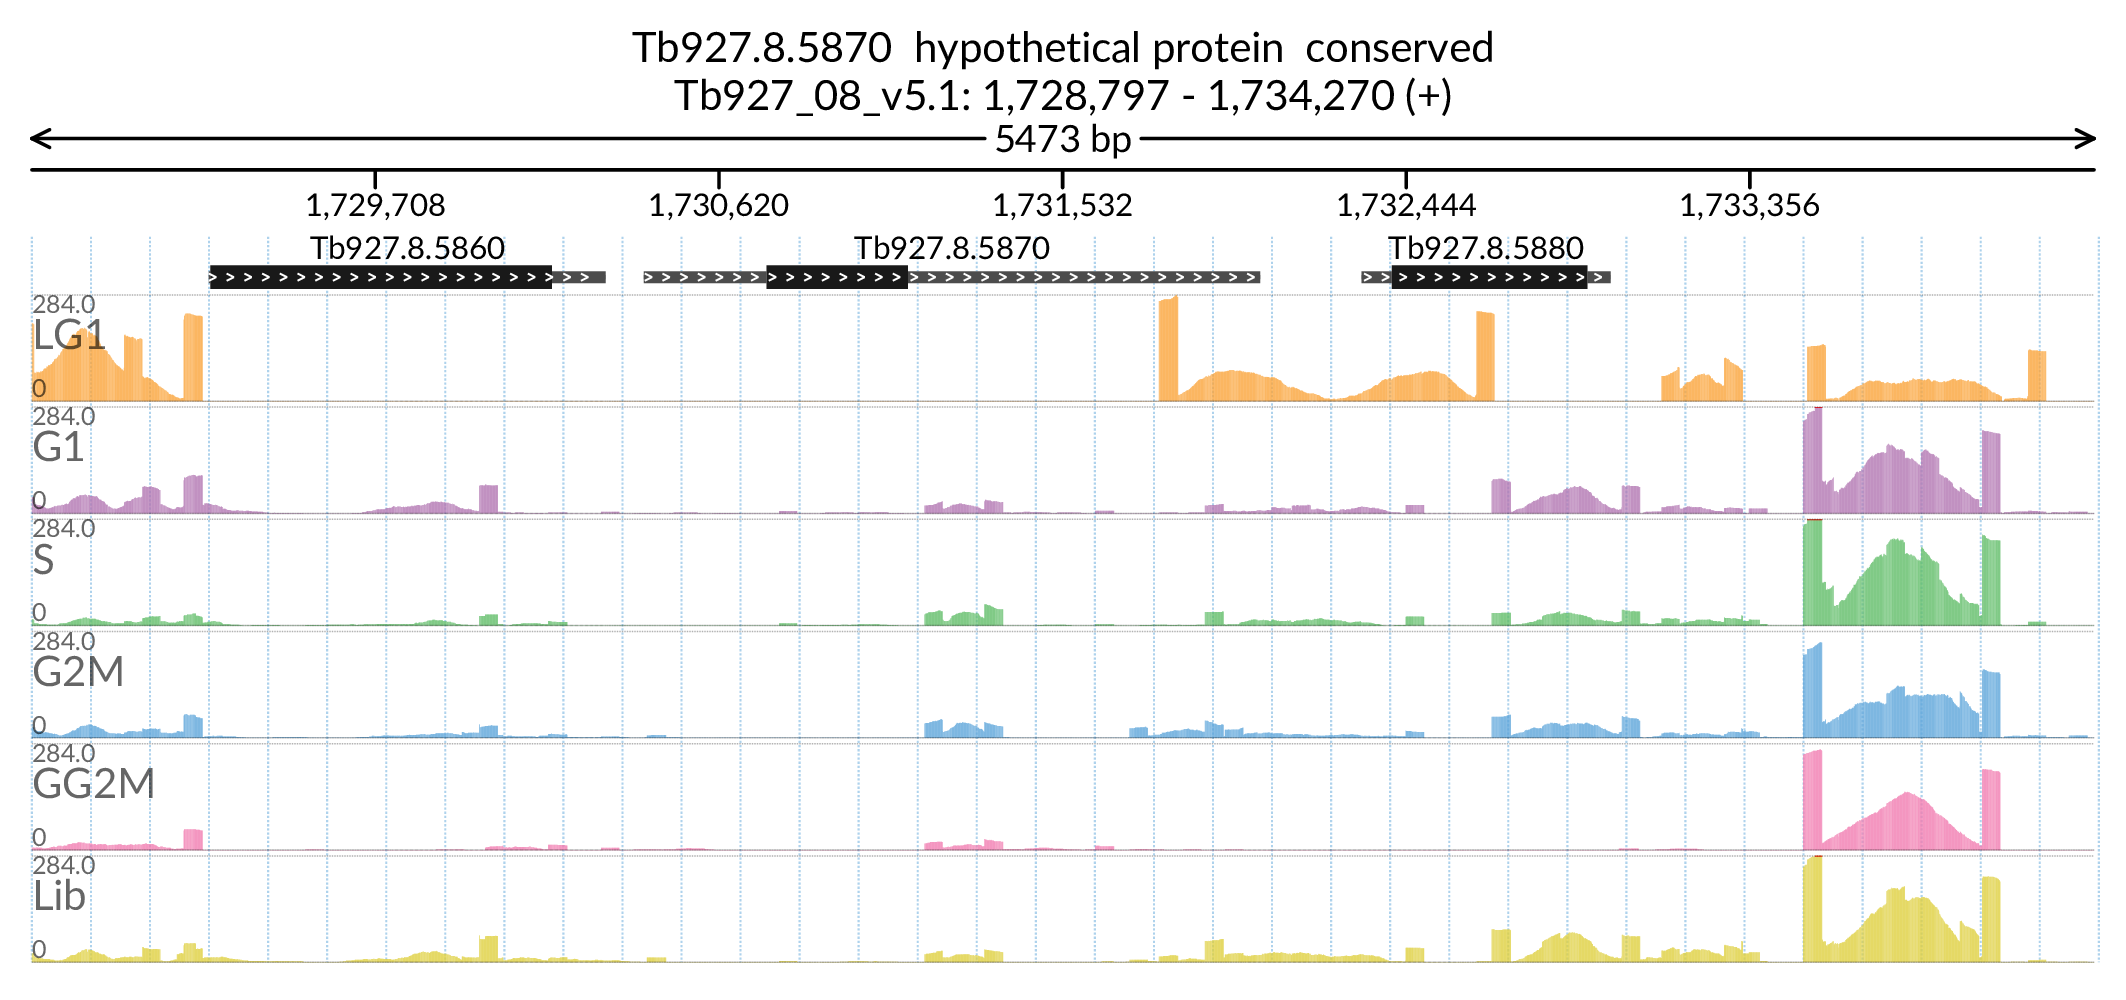 Tb927.8.5870 hypothetical protein conserved
Tb927_08_v5.1: 1,728,797 - 1,734,270 (+)
5473 bp
1,729,708 1,730,620 1,731,532 1,732,444 1,733,356
Tb927.8.5860 Tb927.8.5870 Tb927.8.5880
284.0
LG1
0
284.0
G1
0
284.0
S
0
284.0
G2M
0
284.0
GG2M
0
284.0
Lib
0